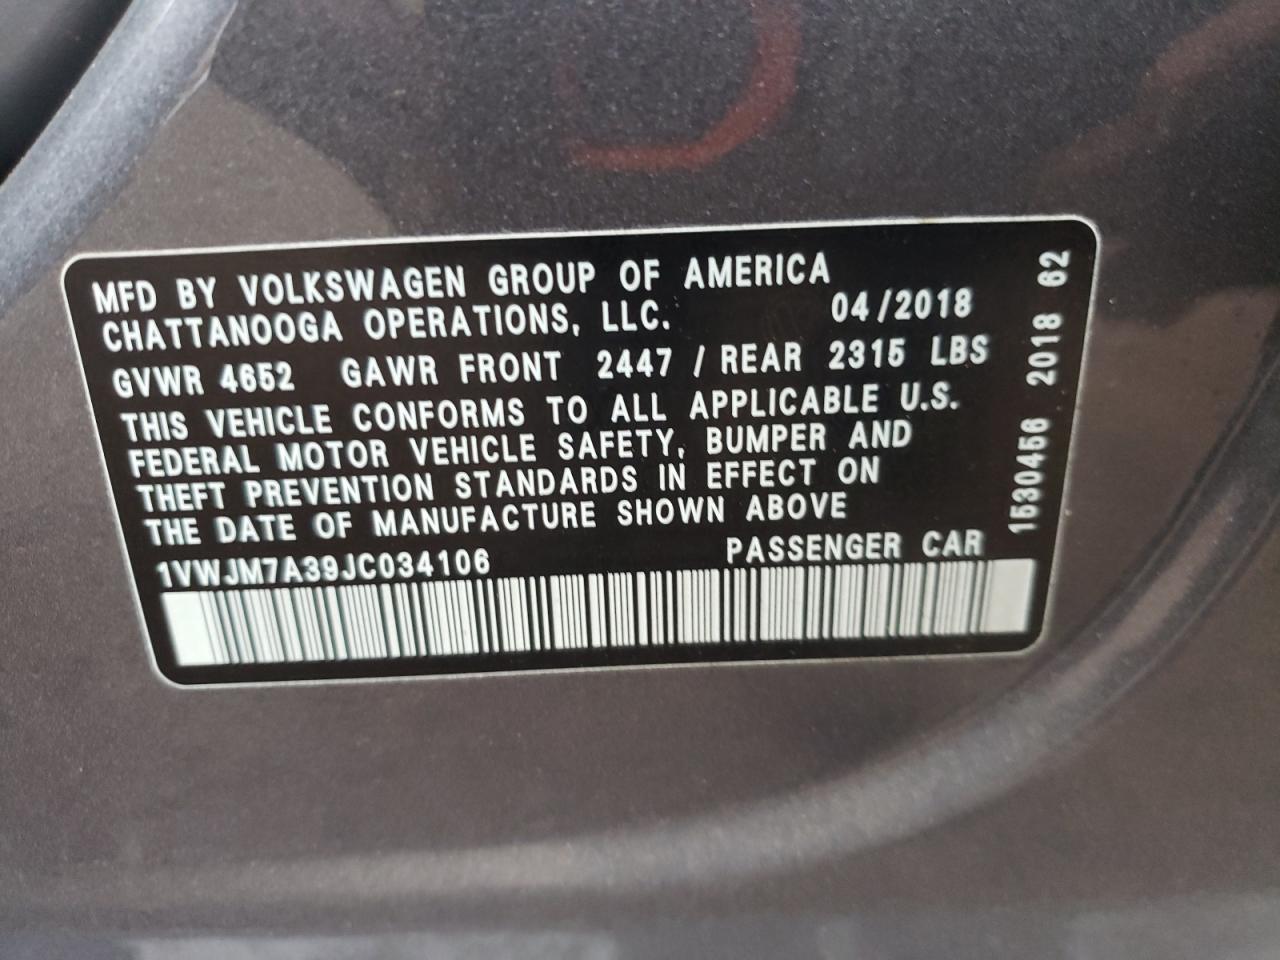 MFD BY VOLKSWAGEN GROUP OF AMERICA
CHATTANOOGA OPERATIONS, LLC. 04/2018
GVWR 4652 GAWR FRONT 2447 / REAR 2315 LBS
THIS VEHICLE CONFORMS TO ALL APPLICABLE U.S.
FEDERAL MOTOR VEHICLE SAFETY, BUMPER AND
THEFT PREVENTION STANDARDS IN EFFECT ON
THE DATE OF MANUFACTURE SHOWN ABOVE
1VWJM7A39JC034106 PASSENGER CAR
1530456 2018 62